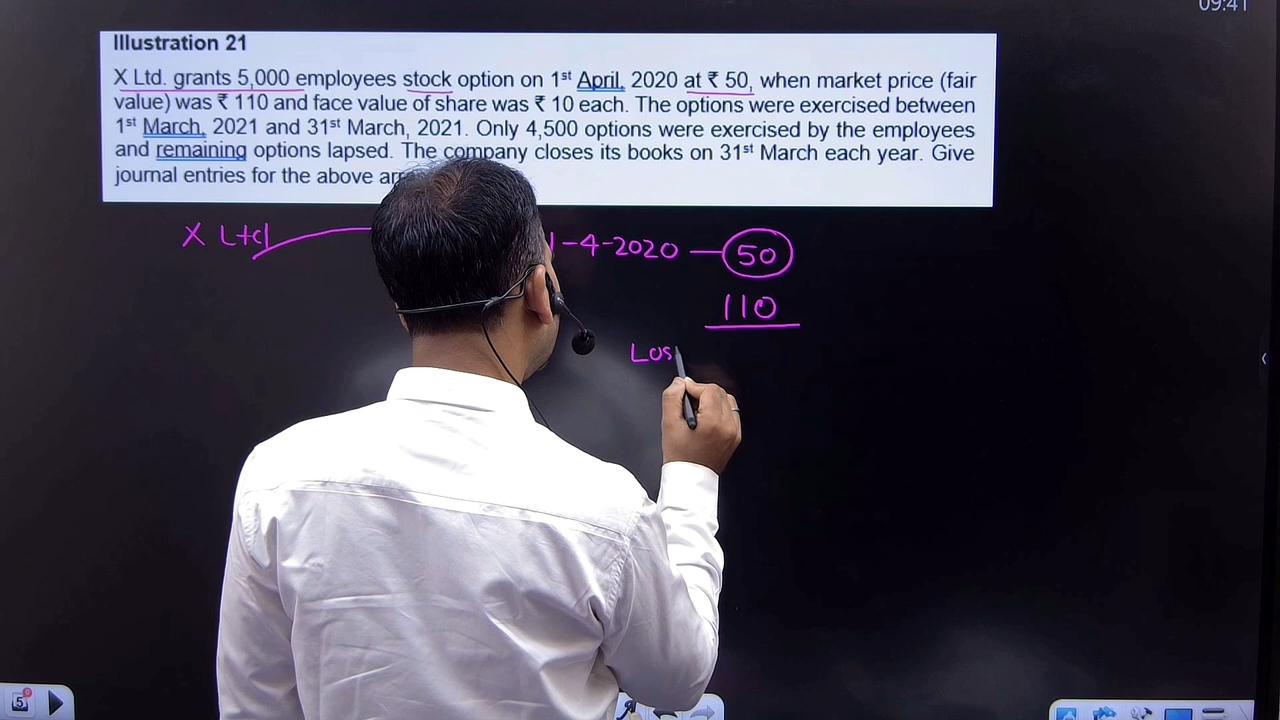 09:41
Illustration 21
X Ltd. grants 5,000 employees stock option on 1st April, 2020 at ₹ 50, when market price (fair
value) was ₹ 110 and face value of share was ₹ 10 each. The options were exercised between
1st March, 2021 and 31st March, 2021. Only 4,500 options were exercised by the employees
and remaining options lapsed. The company closes its books on 31st March each year. Give
journal entries for the above
X Ltd 1-4-2020 — 50
110
Los
5